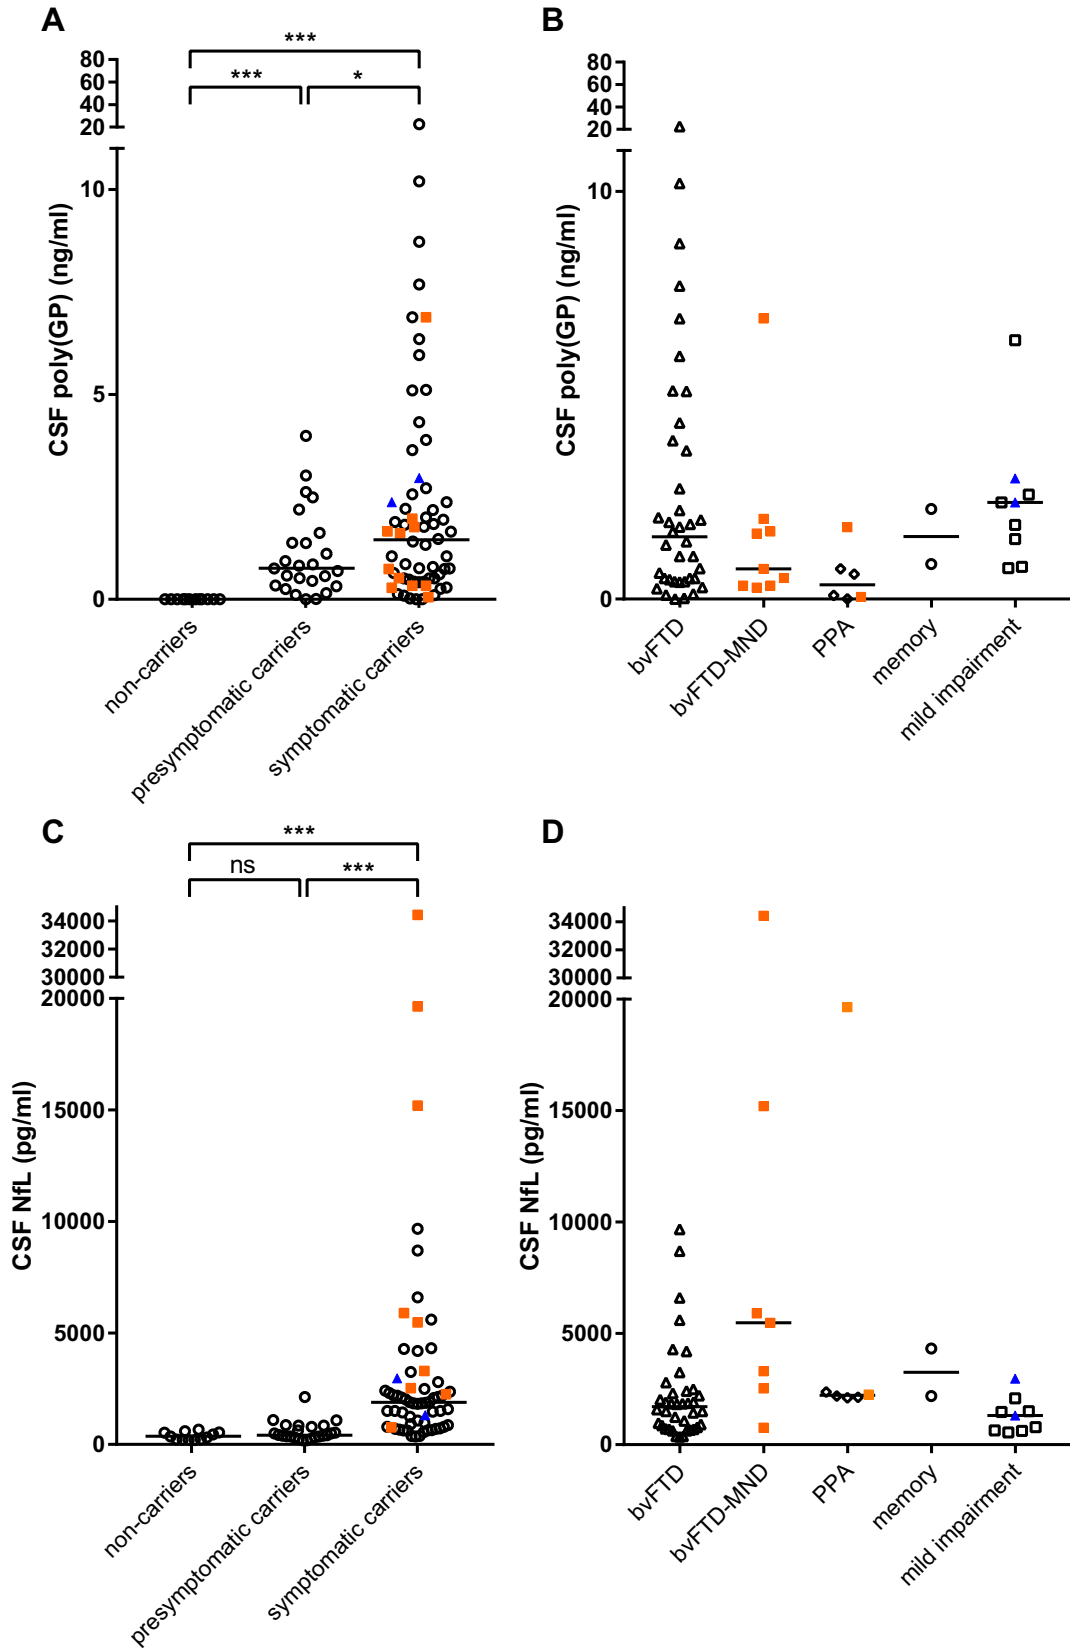 A
B
***
***
*
80
60
40
20
10
5
0
CSF poly(GP) (ng/ml)
non-carriers
presymptomatic carriers
symptomatic carriers
80
60
40
20
10
0
CSF poly(GP) (ng/ml)
bvFTD
bvFTD-MND
PPA
memory
mild impairment
C
D
***
ns
***
34000
32000
30000
20000
15000
10000
5000
0
CSF NfL (pg/ml)
non-carriers
presymptomatic carriers
symptomatic carriers
34000
32000
30000
20000
15000
10000
5000
0
CSF NfL (pg/ml)
bvFTD
bvFTD-MND
PPA
memory
mild impairment